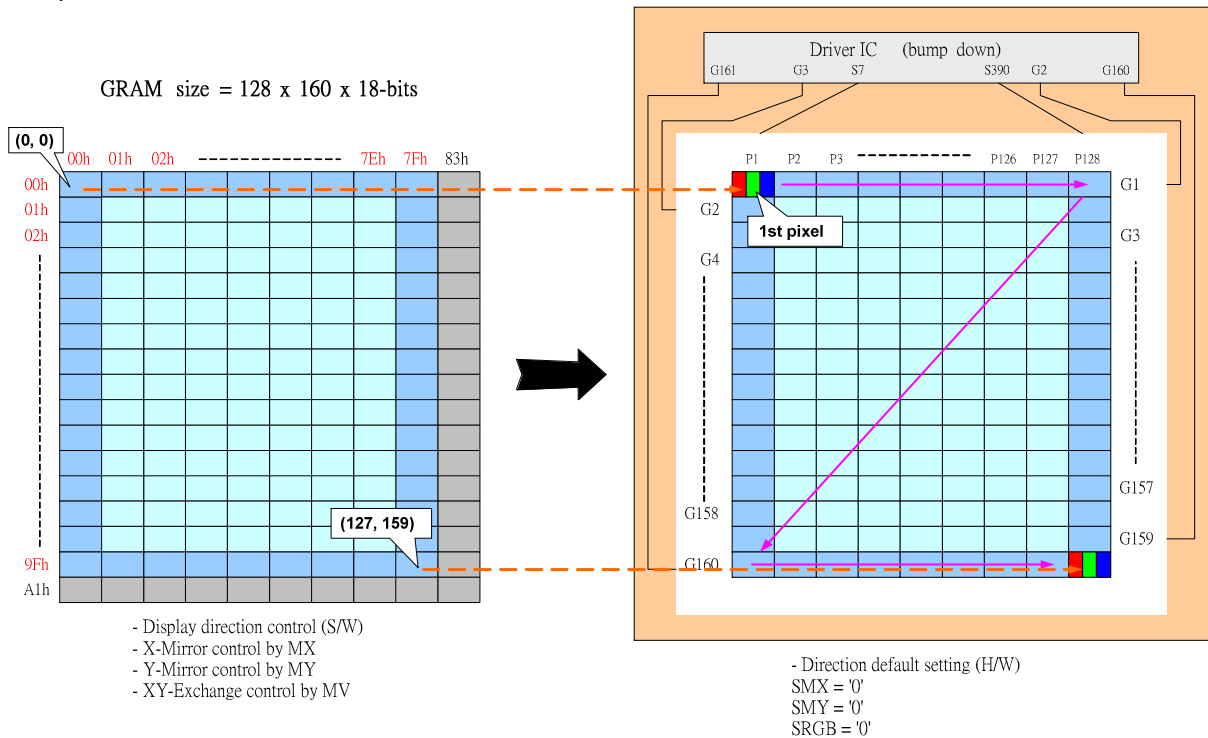 GRAM size = 128 x 160 x 18-bits
(0, 0)
00h 01h 02h 7Eh 7Fh 83h
00h
01h
02h
9Fh
A1h
(127, 159)
- Display direction control (S/W)
- X-Mirror control by MX
- Y-Mirror control by MY
- XY-Exchange control by MV
Driver IC (bump down)
G161 G3 S7 S390 G2 G160
P1 P2 P3 P126 P127 P128
G1
G2
1st pixel
G3
G4
G157
G158
G159
G160
- Direction default setting (H/W)
SMX = '0'
SMY = '0'
SRGB = '0'